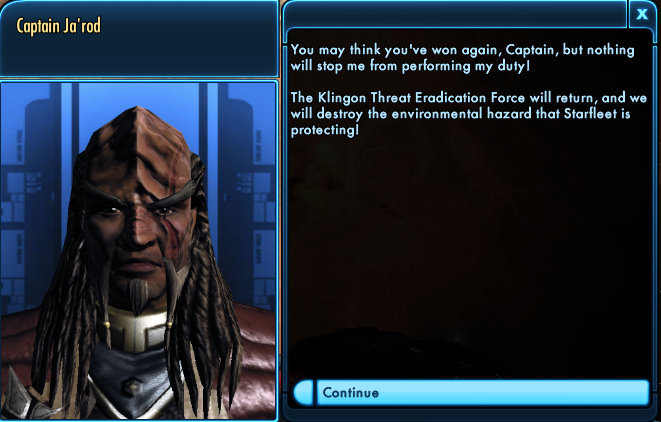 Captain Ja'rod
X
You may think you've won again, Captain, but nothing
will stop me from performing my duty!
The Klingon Threat Eradication Force will return, and we
will destroy the environmental hazard that Starfleet is
protecting!
Continue